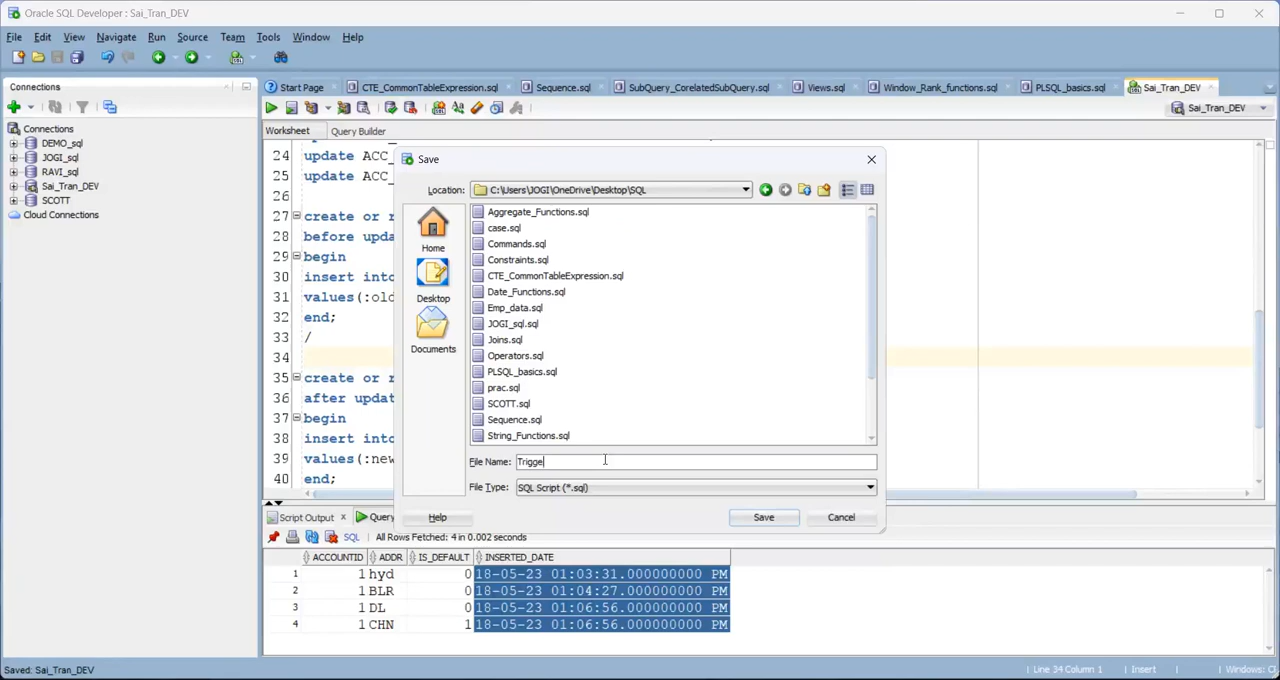 Oracle SQL Developer : Sai_Tran_DEV
File Edit View Navigate Run Source Team Tools Window Help
Connections
Start Page CTE_CommonTableExpression.sql Sequence.sql SubQuery_CorelatedSubQuery.sql Views.sql Window_Rank_functions.sql PLSQL_basics.sql Sai_Tran_DEV
Sai_Tran_DEV
Worksheet Query Builder
Connections
DEMO_sql
JOGI_sql
RAVI_sql
Sai_Tran_DEV
SCOTT
Cloud Connections
24 update ACC_
25 update ACC_
26
27 create or r
28 before upda
29 begin
30 insert into
31 values(:old
32 end;
33 /
34
35 create or r
36 after updat
37 begin
38 insert into
39 values(:new
40 end;
Save
Location: C:\Users\JOGI\OneDrive\Desktop\SQL
Home
Desktop
Documents
Aggregate_Functions.sql
case.sql
Commands.sql
Constraints.sql
CTE_CommonTableExpression.sql
Date_Functions.sql
Emp_data.sql
JOGI_sql.sql
Joins.sql
Operators.sql
PLSQL_basics.sql
prac.sql
SCOTT.sql
Sequence.sql
String_Functions.sql
File Name: Trigge
File Type: SQL Script (*.sql)
Help Save Cancel
Script Output Query
SQL All Rows Fetched: 4 in 0.002 seconds
ACCOUNTID ADDR IS_DEFAULT INSERTED_DATE
1 1 hyd 0 18-05-23 01:03:31.000000000 PM
2 1 BLR 0 18-05-23 01:04:27.000000000 PM
3 1 DL 0 18-05-23 01:06:56.000000000 PM
4 1 CHN 1 18-05-23 01:06:56.000000000 PM
Saved: Sai_Tran_DEV
Line 34 Column 1 Insert Windows: C